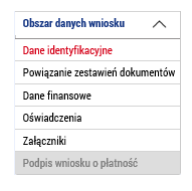 Obszar danych wniosku
Dane identyfikacyjne
Powiązanie zestawień dokumentów
Dane finansowe
Oświadczenia
Załączniki
Podpis wniosku o płatność